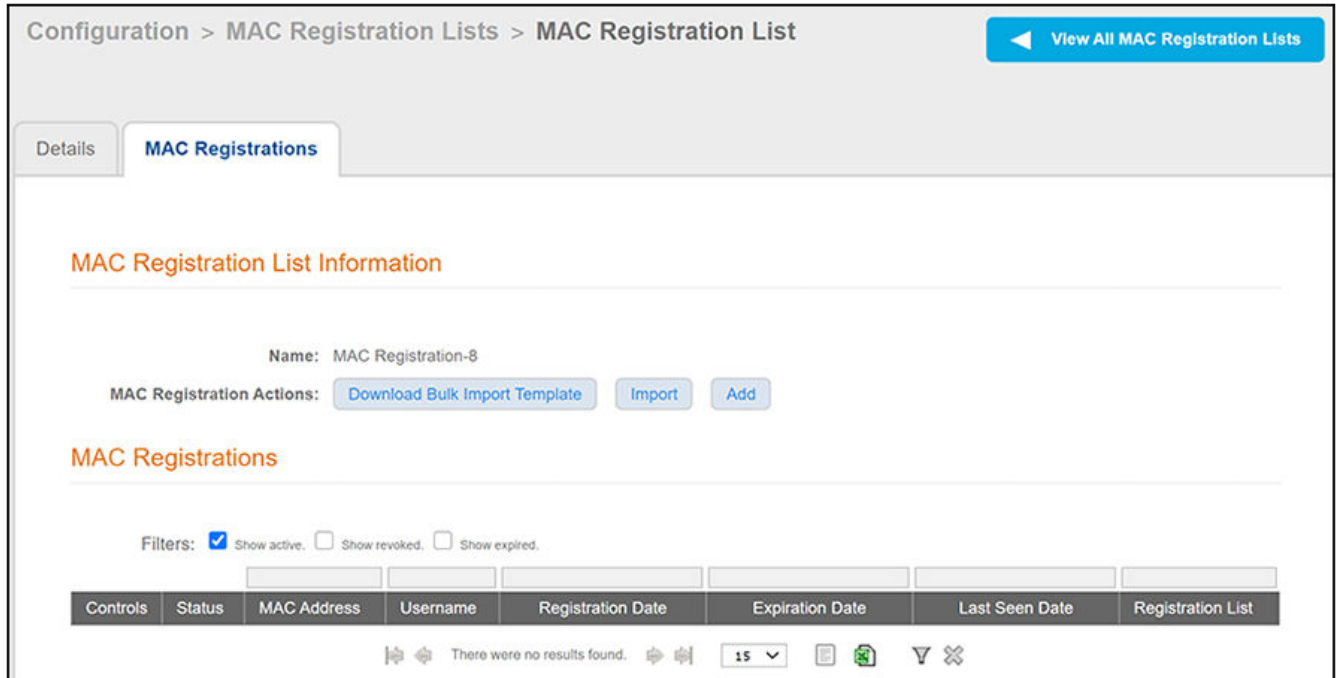 Configuration > MAC Registration Lists > MAC Registration List
View All MAC Registration Lists
Details
MAC Registrations
MAC Registration List Information
Name: MAC Registration-8
MAC Registration Actions: Download Bulk Import Template Import Add
MAC Registrations
Filters: Show active. Show revoked. Show expired.
Controls Status MAC Address Username Registration Date Expiration Date Last Seen Date Registration List
There were no results found. 15